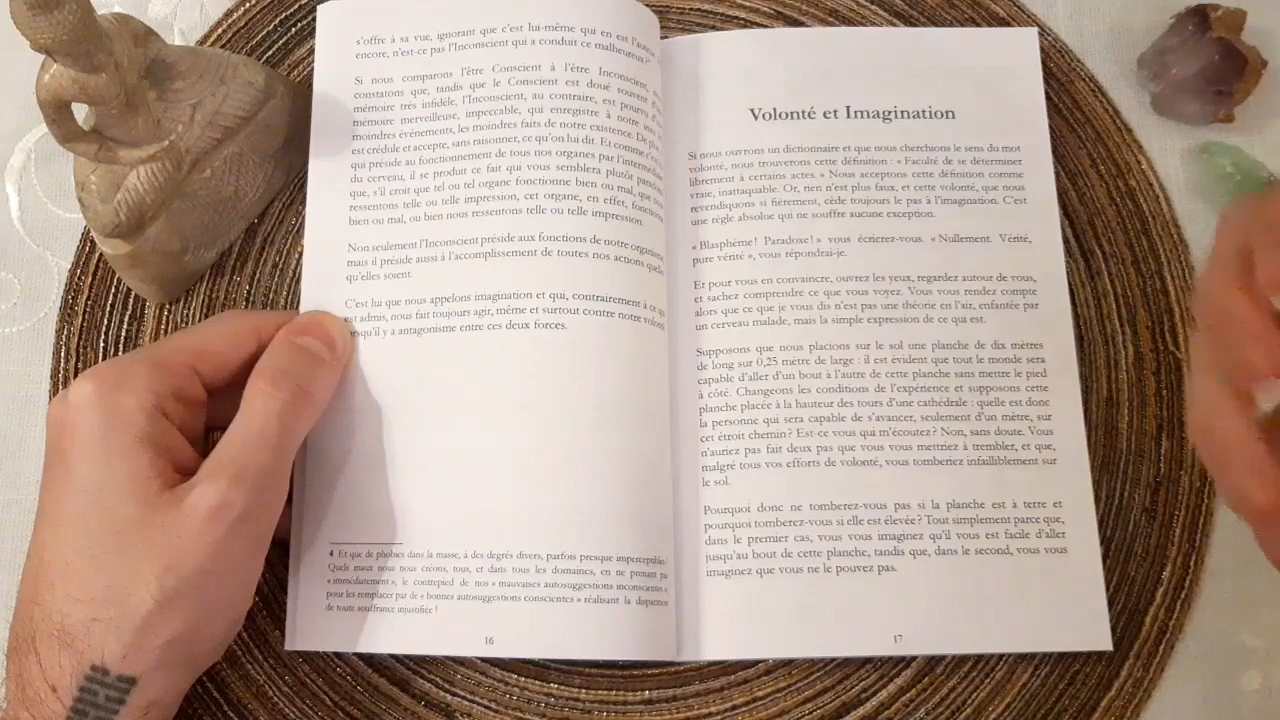 s'offre à sa vue, ignorant que c'est lui-même qui en est
encore, n'est-ce pas l'Inconscient qui a conduit ce malheureux?
Si nous comparons l'être Conscient à l'être Inconscient,
constatons que, tandis que le Conscient est doué souvent
mémoire très infidèle, l'Inconscient, au contraire, est pourvu
mémoire merveilleuse, impeccable, qui enregistre à notre
moindres événements, les moindres faits de notre existence. De
est crédule et accepte, sans raisonner, ce qu'on lui dit. Et comme
qui préside au fonctionnement de tous nos organes par l'intermédiaire
du cerveau, il se produit ce fait qui vous semblera plutôt
que, s'il croit que tel ou tel organe fonctionne bien ou mal, que
ressentons telle ou telle impression, cet organe, en effet, fonctionne
bien ou mal, ou bien nous ressentons telle ou telle impression.
Non seulement l'Inconscient préside aux fonctions de notre organisme
mais il préside aussi à l'accomplissement de toutes nos actions
qu'elles soient.
C'est lui que nous appelons imagination et qui, contrairement à ce qui
est admis, nous fait toujours agir, même et surtout contre notre volonté
lorsqu'il y a antagonisme entre ces deux forces.
4 Et que de phobies dans la masse, à des degrés divers, parfois presque imperceptibles !
Quels maux nous nous créons, tous, et dans tous les domaines, en ne prenant pas
« immédiatement », le contrepied de nos « mauvaises autosuggestions inconscientes »,
pour les remplacer par de « bonnes autosuggestions conscientes » réalisant la disparition
de toute souffrance injustifiée !
16
Volonté et Imagination
Si nous ouvrons un dictionnaire et que nous cherchions le sens du mot
volonté, nous trouverons cette définition : « Faculté de se déterminer
librement à certains actes. » Nous acceptons cette définition comme
vraie, inattaquable. Or, rien n'est plus faux, et cette volonté, que nous
revendiquons si fièrement, cède toujours le pas à l'imagination. C'est
une règle absolue qui ne souffre aucune exception.
« Blasphème! Paradoxe! » vous écrierez-vous. « Nullement. Vérité,
pure vérité », vous répondrai-je.
Et pour vous en convaincre, ouvrez les yeux, regardez autour de vous,
et sachez comprendre ce que vous voyez. Vous vous rendez compte
alors que ce que je vous dis n'est pas une théorie en l'air, enfantée par
un cerveau malade, mais la simple expression de ce qui est.
Supposons que nous placions sur le sol une planche de dix mètres
de long sur 0,25 mètre de large : il est évident que tout le monde sera
capable d'aller d'un bout à l'autre de cette planche sans mettre le pied
à côté. Changeons les conditions de l'expérience et supposons cette
planche placée à la hauteur des tours d'une cathédrale : quelle est donc
la personne qui sera capable de s'avancer, seulement d'un mètre, sur
cet étroit chemin? Est-ce vous qui m'écoutez? Non, sans doute. Vous
n'auriez pas fait deux pas que vous vous mettriez à trembler, et que,
malgré tous vos efforts de volonté, vous tomberiez infailliblement sur
le sol.
Pourquoi donc ne tomberez-vous pas si la planche est à terre et
pourquoi tomberez-vous si elle est élevée? Tout simplement parce que,
dans le premier cas, vous vous imaginez qu'il vous est facile d'aller
jusqu'au bout de cette planche, tandis que, dans le second, vous vous
imaginez que vous ne le pouvez pas.
17